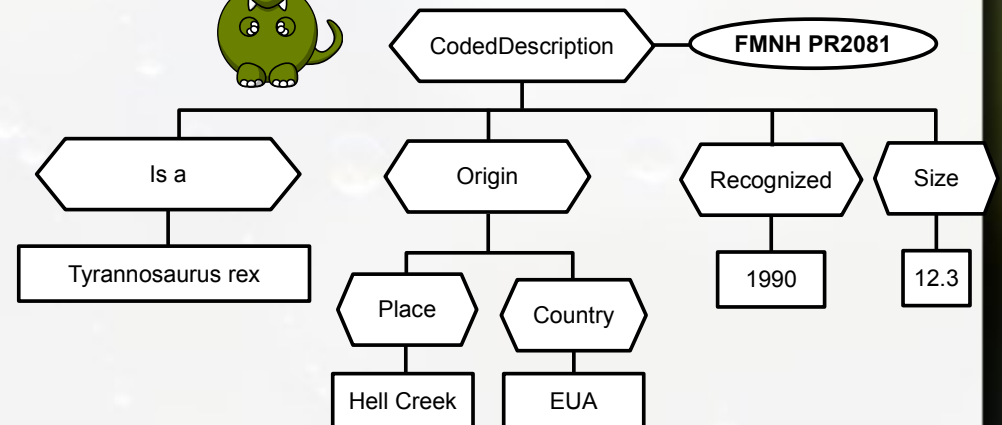 CodedDescription
FMNH PR2081
Is a
Origin
Recognized
Size
Tyrannosaurus rex
Place
Country
1990
12.3
Hell Creek
EUA